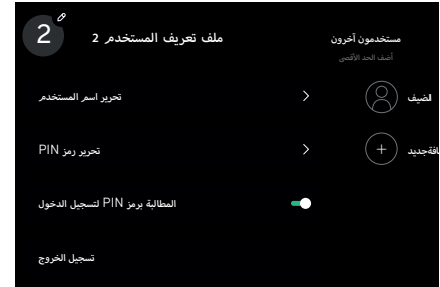 2
ملف تعريف المستخدم 2
تحرير اسم المستخدم
تحرير رمز PIN
المطالبة برمز PIN لتسجيل الدخول
تسجيل الخروج
مستخدمون آخرون
أضف الحد الأقصى
الضيف
افةجديد